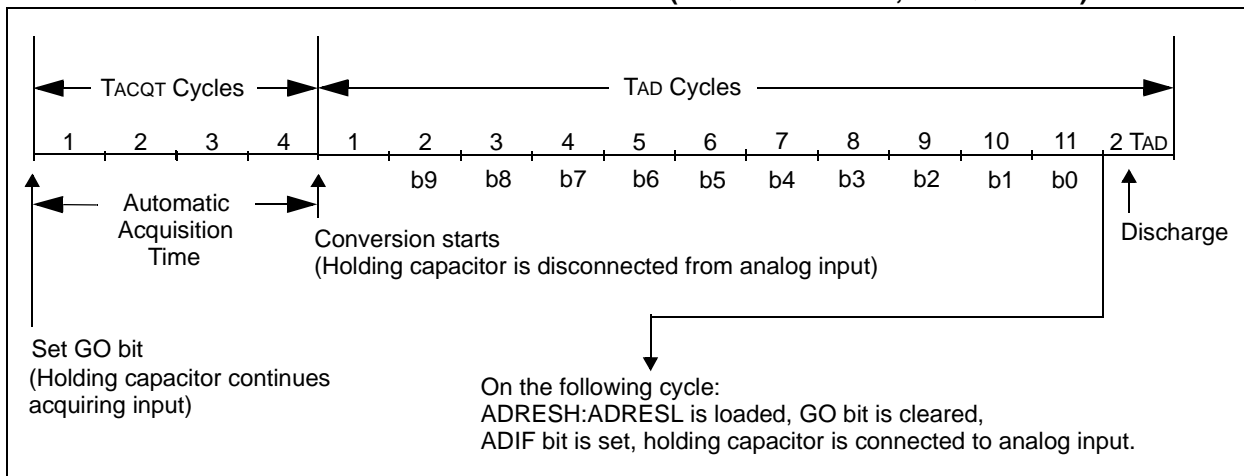 TACQT Cycles TAD Cycles
1 2 3 4 1 2 3 4 5 6 7 8 9 10 11 2 TAD
b9 b8 b7 b6 b5 b4 b3 b2 b1 b0
Automatic
Acquisition
Time
Conversion starts
(Holding capacitor is disconnected from analog input)
Discharge
Set GO bit
(Holding capacitor continues
acquiring input)
On the following cycle:
ADRESH:ADRESL is loaded, GO bit is cleared,
ADIF bit is set, holding capacitor is connected to analog input.